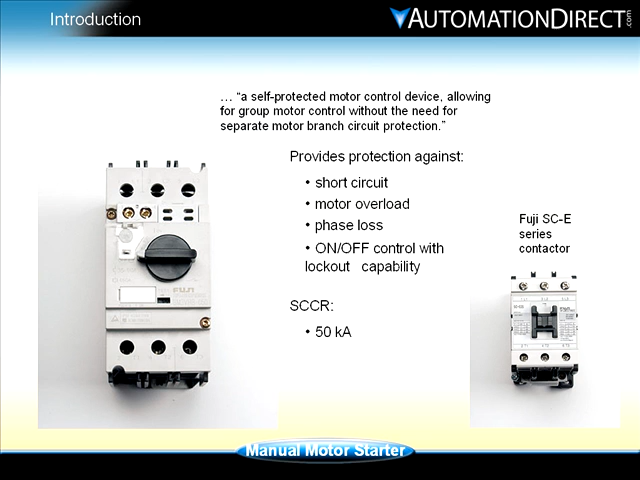 Introduction
AUTOMATIONDIRECT.com
… “a self-protected motor control device, allowing
for group motor control without the need for
separate motor branch circuit protection.”
Provides protection against:
• short circuit
• motor overload
• phase loss
• ON/OFF control with
lockout capability
SCCR:
• 50 kA
Fuji SC-E
series
contactor
FUJI
Manual Motor Starter